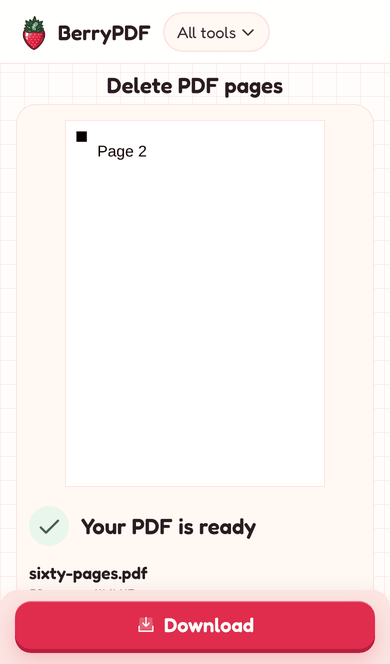 BerryPDF
All tools
Delete PDF pages
Page 2
Your PDF is ready
sixty-pages.pdf
Download